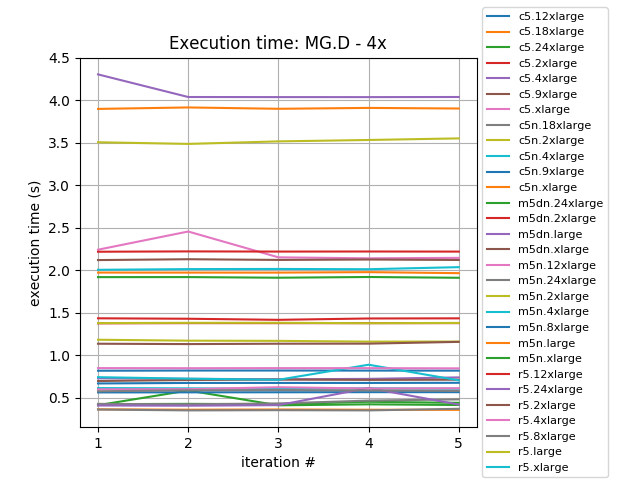 Execution time: MG.D - 4x
execution time (s)
4.5
4.0
3.5
3.0
2.5
2.0
1.5
1.0
0.5
1
2
3
4
5
iteration #
c5.12xlarge
c5.18xlarge
c5.24xlarge
c5.2xlarge
c5.4xlarge
c5.9xlarge
c5.xlarge
c5n.18xlarge
c5n.2xlarge
c5n.4xlarge
c5n.9xlarge
c5n.xlarge
m5dn.24xlarge
m5dn.2xlarge
m5dn.large
m5dn.xlarge
m5n.12xlarge
m5n.24xlarge
m5n.2xlarge
m5n.4xlarge
m5n.8xlarge
m5n.large
m5n.xlarge
r5.12xlarge
r5.24xlarge
r5.2xlarge
r5.4xlarge
r5.8xlarge
r5.large
r5.xlarge